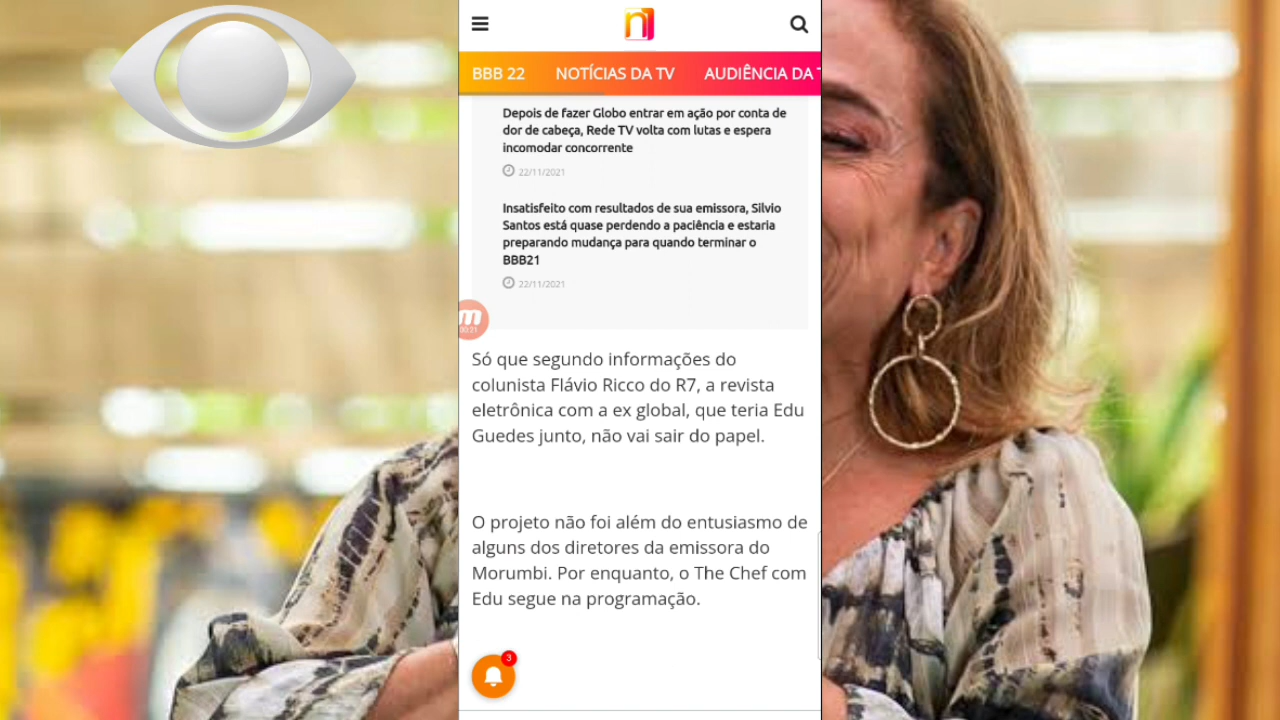 BBB 22 NOTÍCIAS DA TV AUDIÊNCIA DA
Depois de fazer Globo entrar em ação por conta de
dor de cabeça, Rede TV volta com lutas e espera
incomodar concorrente
22/11/2021
Insatisfeito com resultados de sua emissora, Silvio
Santos está quase perdendo a paciência e estaria
preparando mudança para quando terminar o
BBB21
22/11/2021
Só que segundo informações do
colunista Flávio Ricco do R7, a revista
eletrônica com a ex global, que teria Edu
Guedes junto, não vai sair do papel.
O projeto não foi além do entusiasmo de
alguns dos diretores da emissora do
Morumbi. Por enquanto, o The Chef com
Edu segue na programação.
3